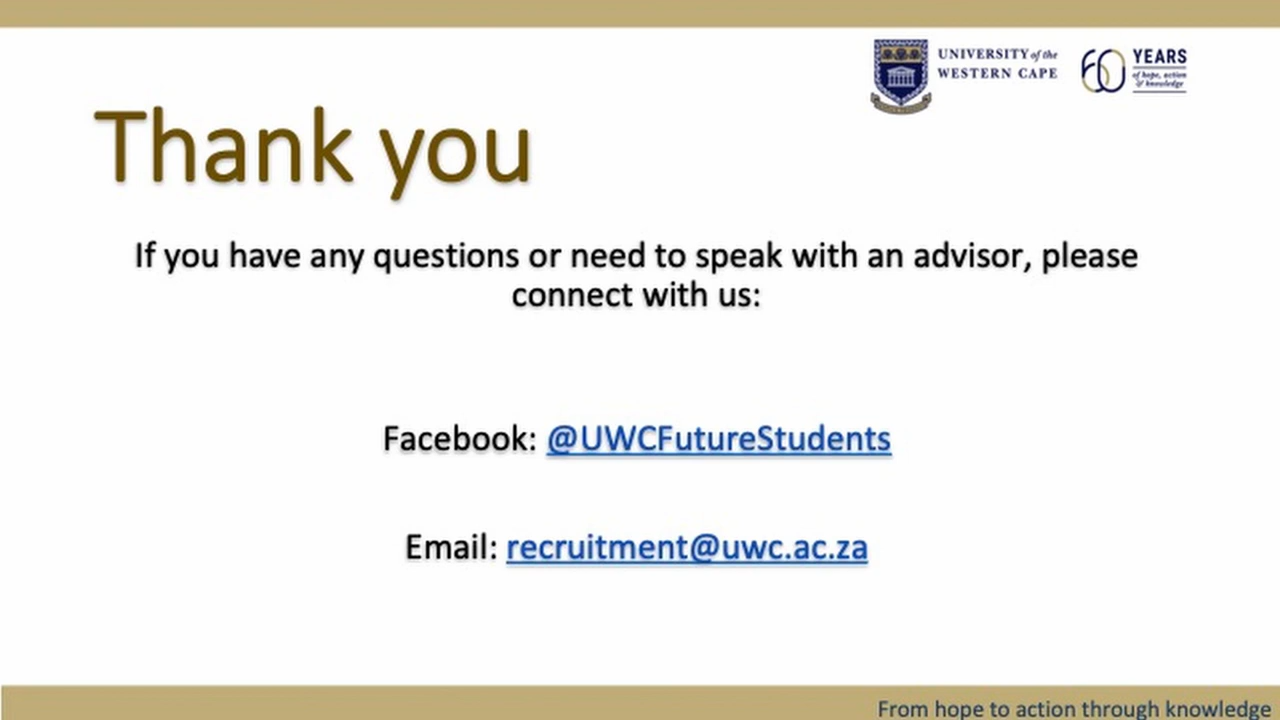 UNIVERSITY of the
WESTERN CAPE
60 YEARS
of hope, action
& knowledge
Thank you
If you have any questions or need to speak with an advisor, please
connect with us:
Facebook: @UWCFutureStudents
Email: recruitment@uwc.ac.za
From hope to action through knowledge